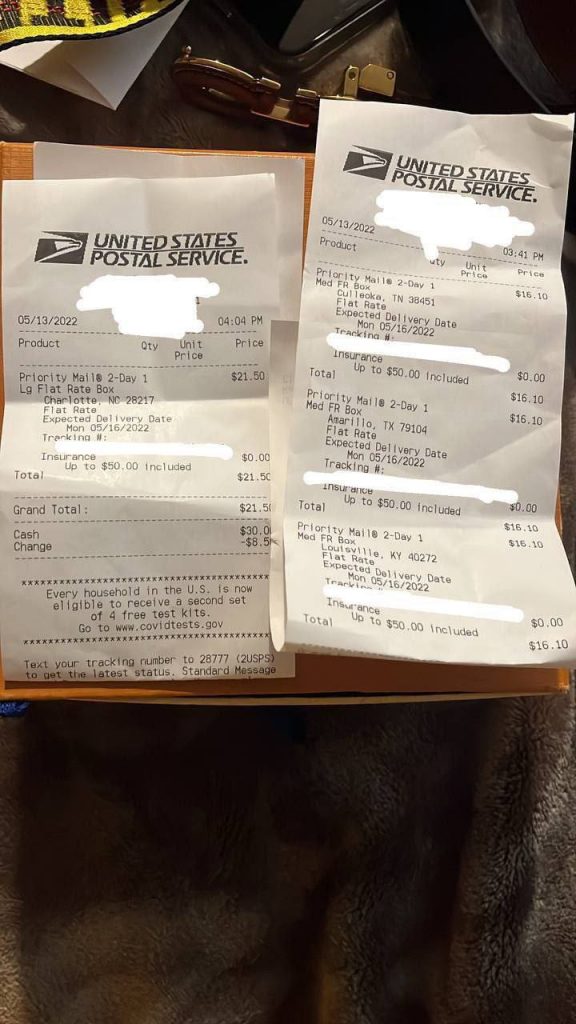 UNITED STATES
POSTAL SERVICE.
05/13/2022 04:04 PM
Product Qty Unit Price
Price
Priority Mail® 2-Day 1 $21.50
Lg Flat Rate Box
Charlotte, NC 28217
Flat Rate
Expected Delivery Date
Mon 05/16/2022
Tracking #:
Insurance $0.00
Up to $50.00 included
Total $21.50
Grand Total: $21.50
Cash $30.0
Change -$8.5
Every household in the U.S. is now
eligible to receive a second set
of 4 free test kits.
Go to www.covidtests.gov
Text your tracking number to 28777 (2USPS)
to get the latest status. Standard Message
UNITED STATES
POSTAL SERVICE.
05/13/2022 03:41 PM
Product Qty Unit Price
Price
Priority Mail® 2-Day 1 $16.10
Med FR Box
Culleoka, TN 38451
Flat Rate
Expected Delivery Date
Mon 05/16/2022
Tracking #:
Insurance $0.00
Up to $50.00 included
Total $16.10
Priority Mail® 2-Day 1 $16.10
Med FR Box
Amarillo, TX 79104
Flat Rate
Expected Delivery Date
Mon 05/16/2022
Tracking #:
Insurance $0.00
Up to $50.00 included
Total $16.10
Priority Mail® 2-Day 1 $16.10
Med FR Box
Louisville, KY 40272
Flat Rate
Expected Delivery Date
Mon 05/16/2022
Tracking
Insurance $0.00
Up to $50.00 included
Total $16.10